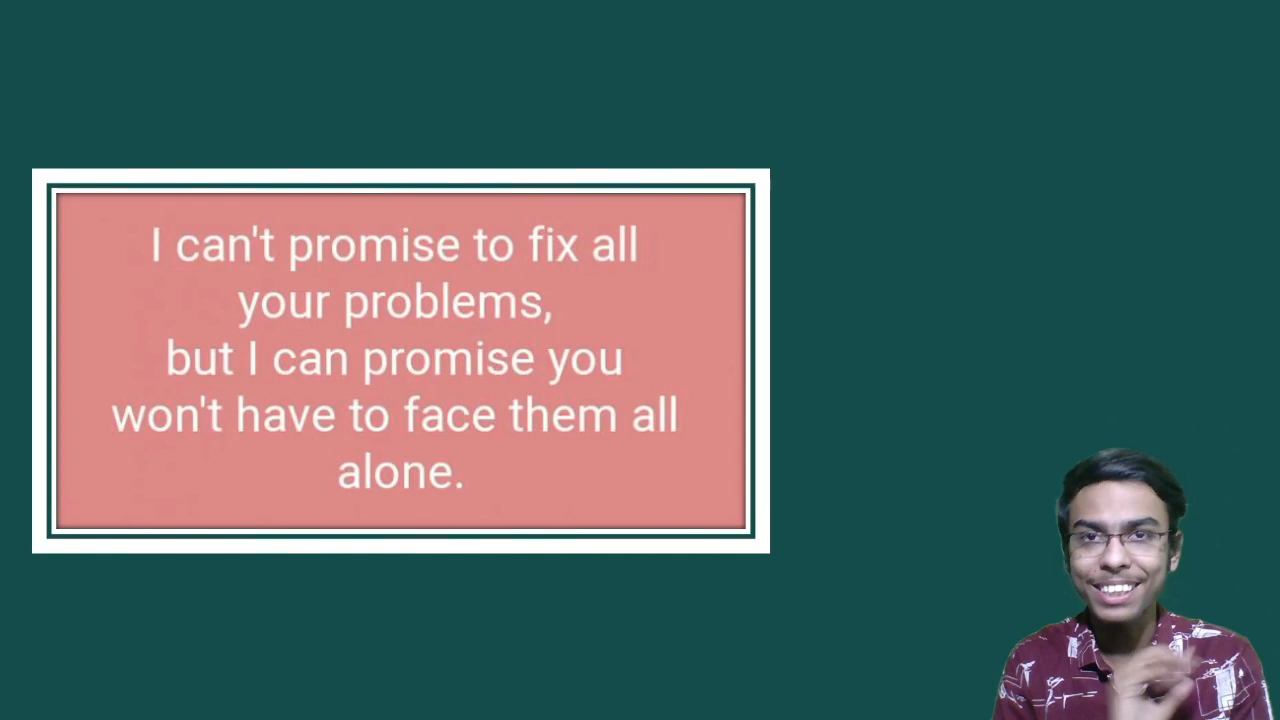 I can't promise to fix all
your problems,
but I can promise you
won't have to face them all
alone.